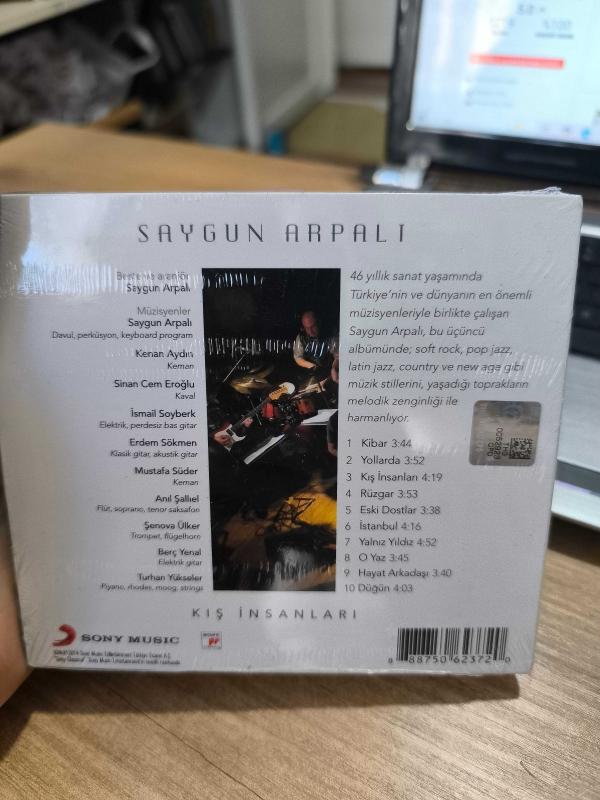 SAYGUN ARPALI
Beste ve aranjör
Saygun Arpalı
Müzisyenler
Saygun Arpalı
Davul, perküsyon, keyboard program
Kenan Aydın
Keman
Sinan Cem Eroğlu
Kaval
İsmail Soyberk
Elektrik, perdesiz bas gitar
Erdem Sökmen
Klasik gitar, akustik gitar
Mustafa Süder
Keman
Anıl Şallıel
Flüt, soprano, tenor saksafon
Şenova Ülker
Trompet, flügelhorn
Berç Yenal
Elektrik gitar
Turhan Yükseler
Piyano, rhodes, moog, strings
46 yıllık sanat yaşamında
Türkiye'nin ve dünyanın en önemli
müzisyenleriyle birlikte çalışan
Saygun Arpalı, bu üçüncü
albümünde; soft rock, pop jazz,
latin jazz, country ve new age gibi
müzik stillerini, yaşadığı toprakların
melodik zenginliği ile
harmanlıyor.
1 Kibar 3:44
2 Yollarda 3:52
3 Kış İnsanları 4:19
4 Rüzgar 3:53
5 Eski Dostlar 3:38
6 İstanbul 4:16
7 Yalnız Yıldız 4:52
8 O Yaz 3:45
9 Hayat Arkadaşı 3:40
10 Düğün 4:03
KIŞ İNSANLARI
SONY MUSIC
8 88750 62372 0